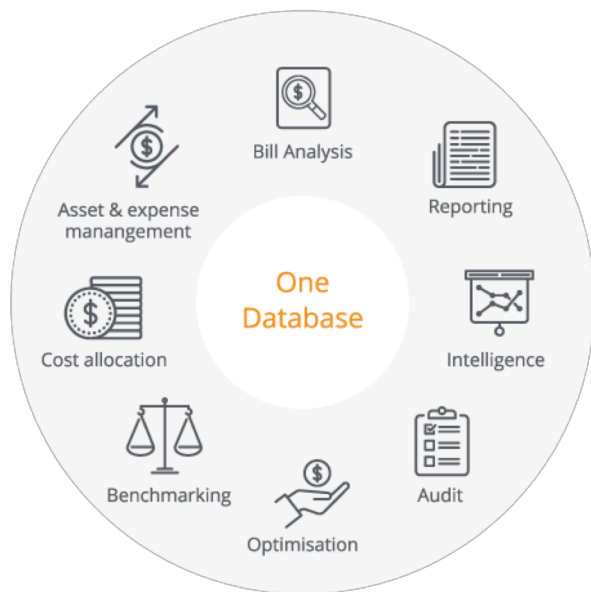 Bill Analysis
Reporting
Intelligence
Audit
Optimisation
Benchmarking
Cost allocation
Asset & expense
manangement
One
Database